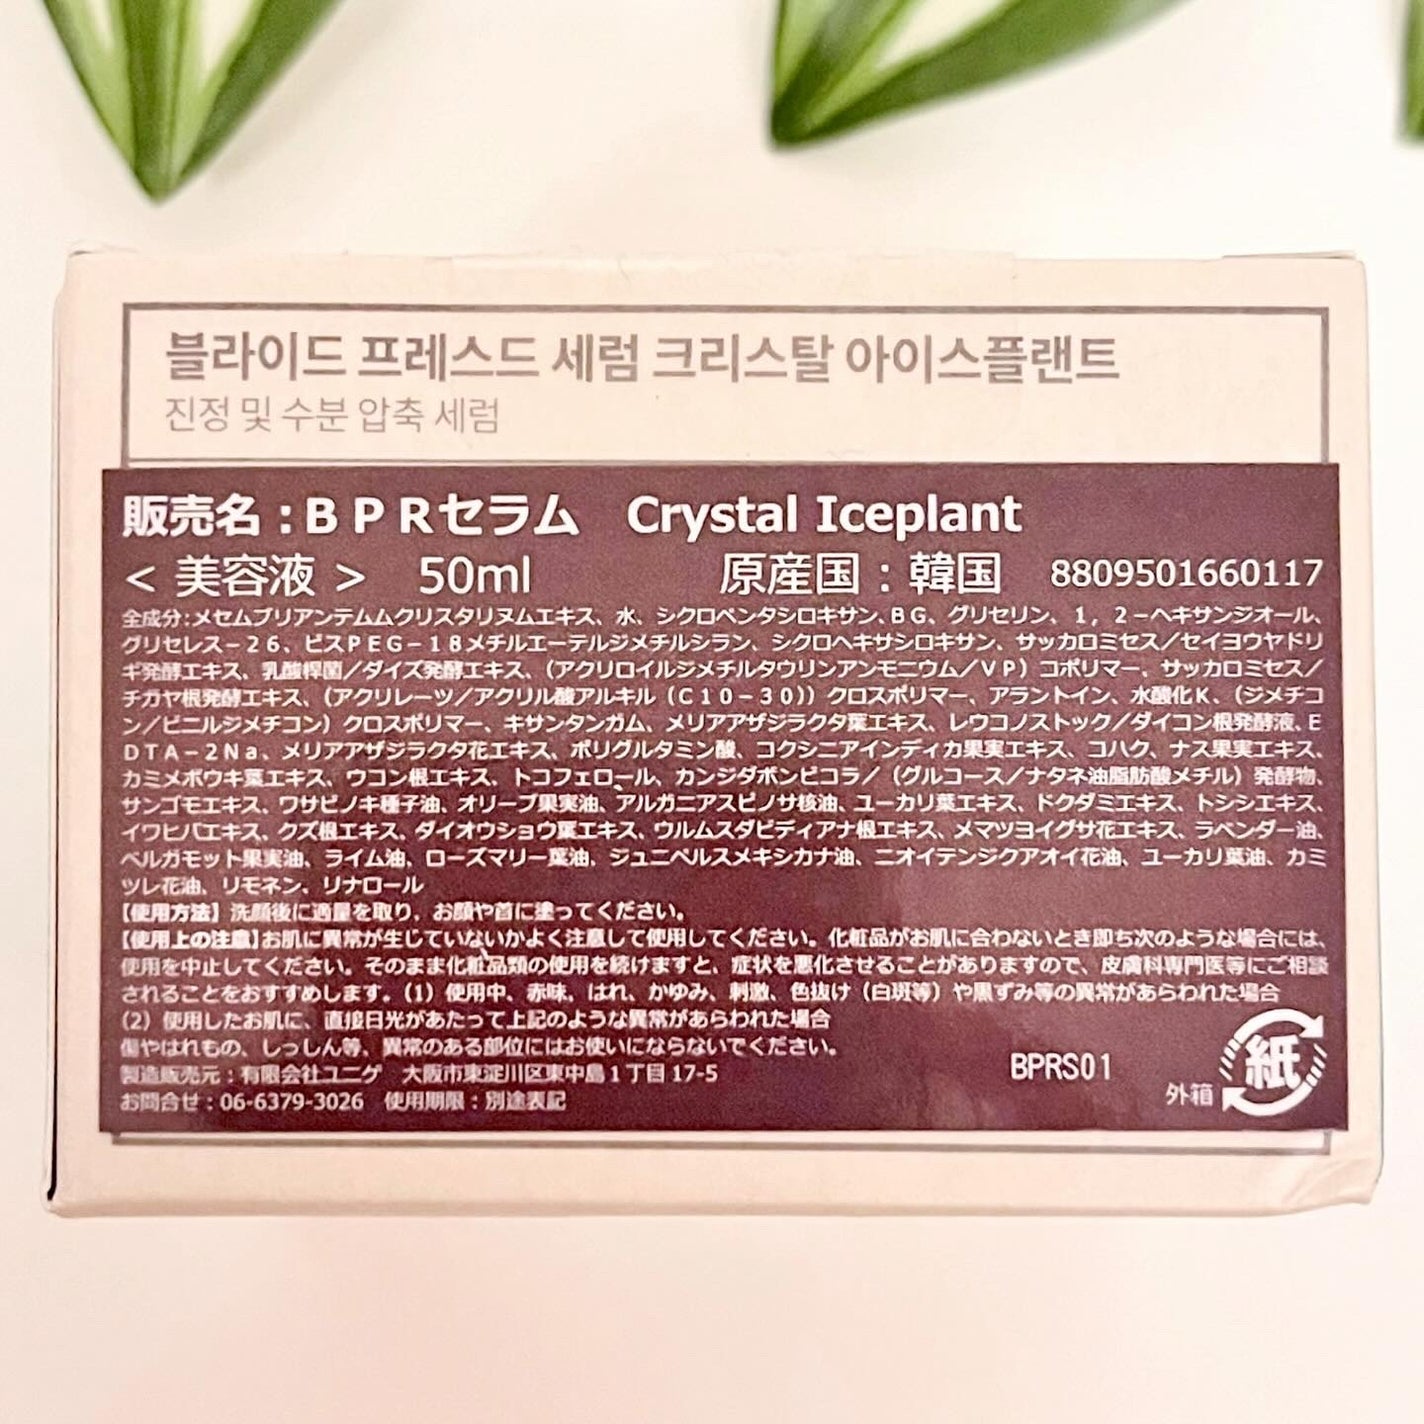 블라이드 프레스드 세럼 크리스탈 아이스플랜트
진정 및 수분 압축 세럼
販売名：ＢＰＲセラム　Crystal Iceplant
＜ 美容液 ＞　50ml　原産国：韓国　8809501660117
全成分：メセムブリアンテムムクリスタリヌムエキス、水、シクロペンタシロキサン、ＢＧ、グリセリン、１，２－ヘキサンジオール、
グリセレス－２６、ビスＰＥＧ－１８メチルエーテルジメチルシラン、シクロヘキサシロキサン、サッカロミセス／セイヨウヤドリ
ギ発酵エキス、乳酸桿菌／ダイズ発酵エキス、（アクリロイルジメチルタウリンアンモニウム／ＶＰ）コポリマー、サッカロミセス／
チガヤ根発酵エキス、（アクリレーツ／アクリル酸アルキル（Ｃ１０－３０））クロスポリマー、アラントイン、水酸化Ｋ、（ジメチコ
ン／ビニルジメチコン）クロスポリマー、キサンタンガム、メリアアザジラクタ葉エキス、レウコノストック／ダイコン根発酵液、Ｅ
ＤＴＡ－２Ｎａ、メリアアザジラクタ花エキス、ポリグルタミン酸、コクシニアインディカ果実エキス、コハク、ナス果実エキス、
カミメボウキ葉エキス、ウコン根エキス、トコフェロール、カンジダボンビコラ／（グルコース／ナタネ油脂肪酸メチル）発酵物、
サンゴモエキス、ワサビノキ種子油、オリーブ果実油、アルガニアスピノサ核油、ユーカリ葉エキス、ドクダミエキス、トシシエキス、
イワヒバエキス、クズ根エキス、ダイオウショウ葉エキス、ウルムスダビディアナ根エキス、メマツヨイグサ花エキス、ラベンダー油、
ベルガモット果実油、ライム油、ローズマリー葉油、ジュニペルスメキシカナ油、ニオイテンジクアオイ花油、ユーカリ葉油、カミ
ツレ花油、リモネン、リナロール
【使用方法】洗顔後に適量を取り、お顔や首に塗ってください。
【使用上の注意】お肌に異常が生じていないかよく注意して使用してください。化粧品がお肌に合わないとき即ち次のような場合には、
使用を中止してください。そのまま化粧品類の使用を続けますと、症状を悪化させることがありますので、皮膚科専門医等にご相談
されることをおすすめします。（1）使用中、赤味、はれ、かゆみ、刺激、色抜け（白斑等）や黒ずみ等の異常があらわれた場合
（2）使用したお肌に、直接日光があたって上記のような異常があらわれた場合
傷やはれもの、しっしん等、異常のある部位にはお使いにならないでください。
製造販売元：有限会社ユニゲ　大阪市東淀川区東中島１丁目17-5
お問合せ：06-6379-3026　使用期限：別途表記
BPRS01
外箱 紙